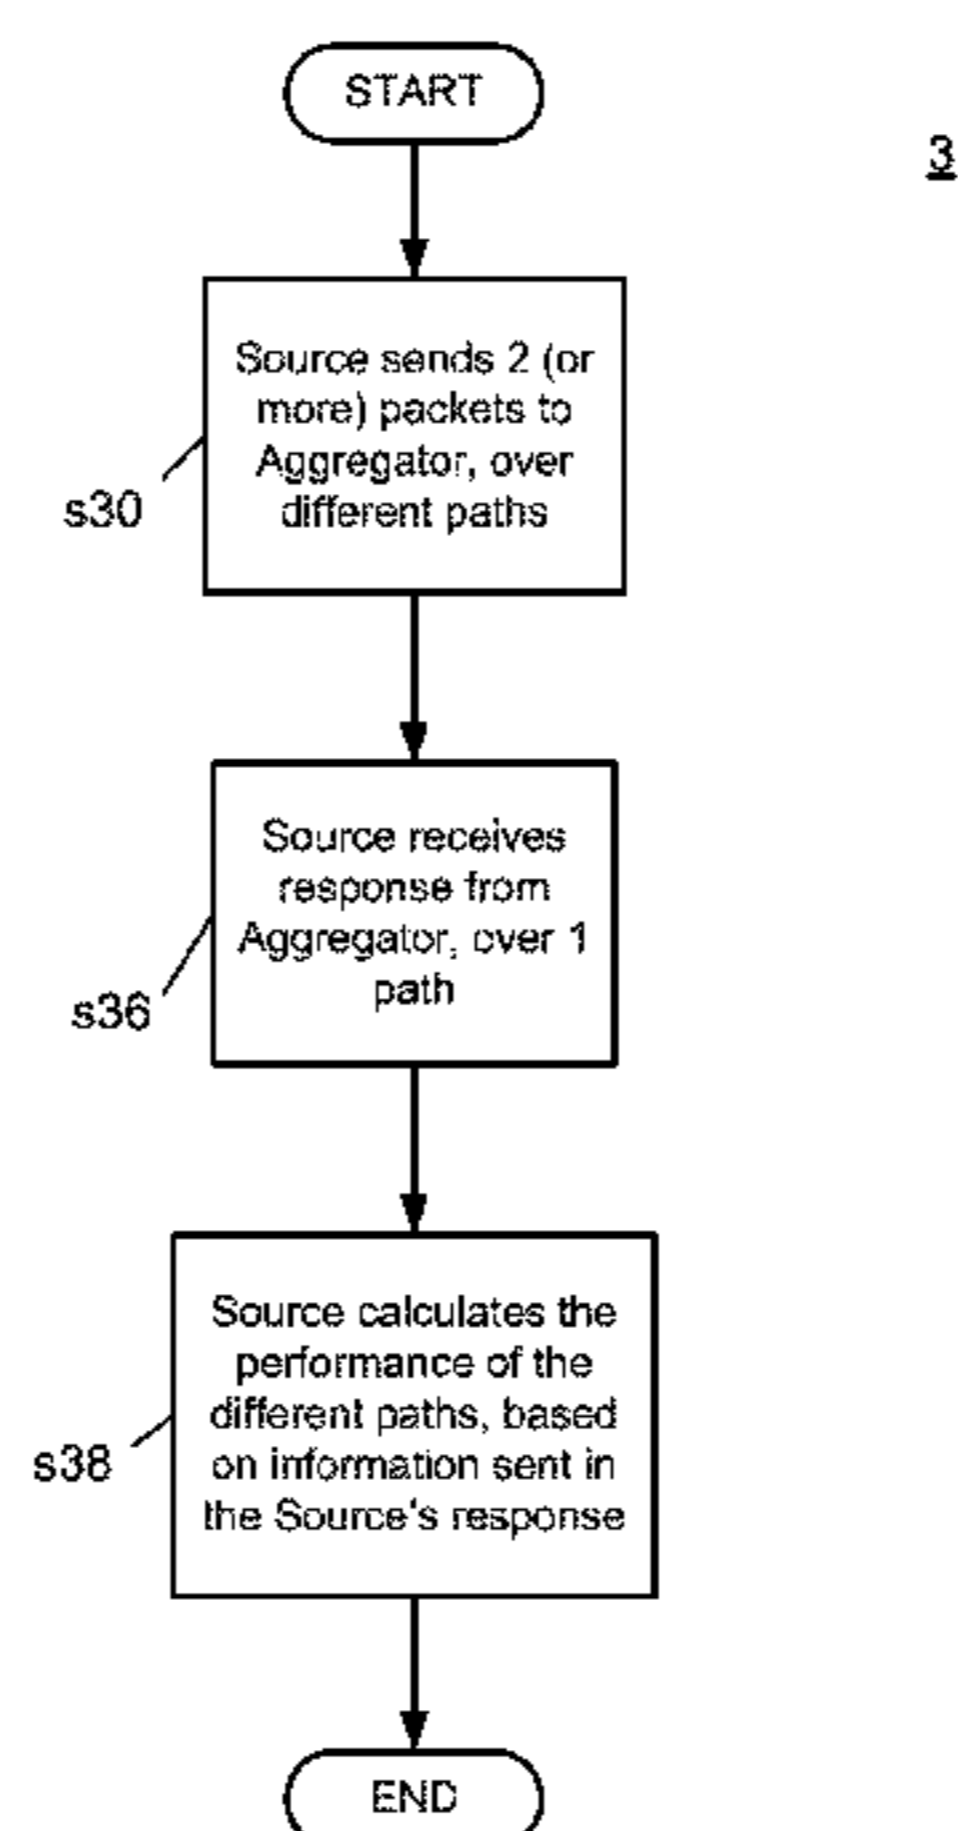 START
3
Source sends 2 (or
more) packets to
Aggregator, over
different paths
s30
Source receives
response from
Aggregator, over 1
path
s36
Source calculates the
performance of the
different paths, based
on information sent in
the Source's response
s38
END